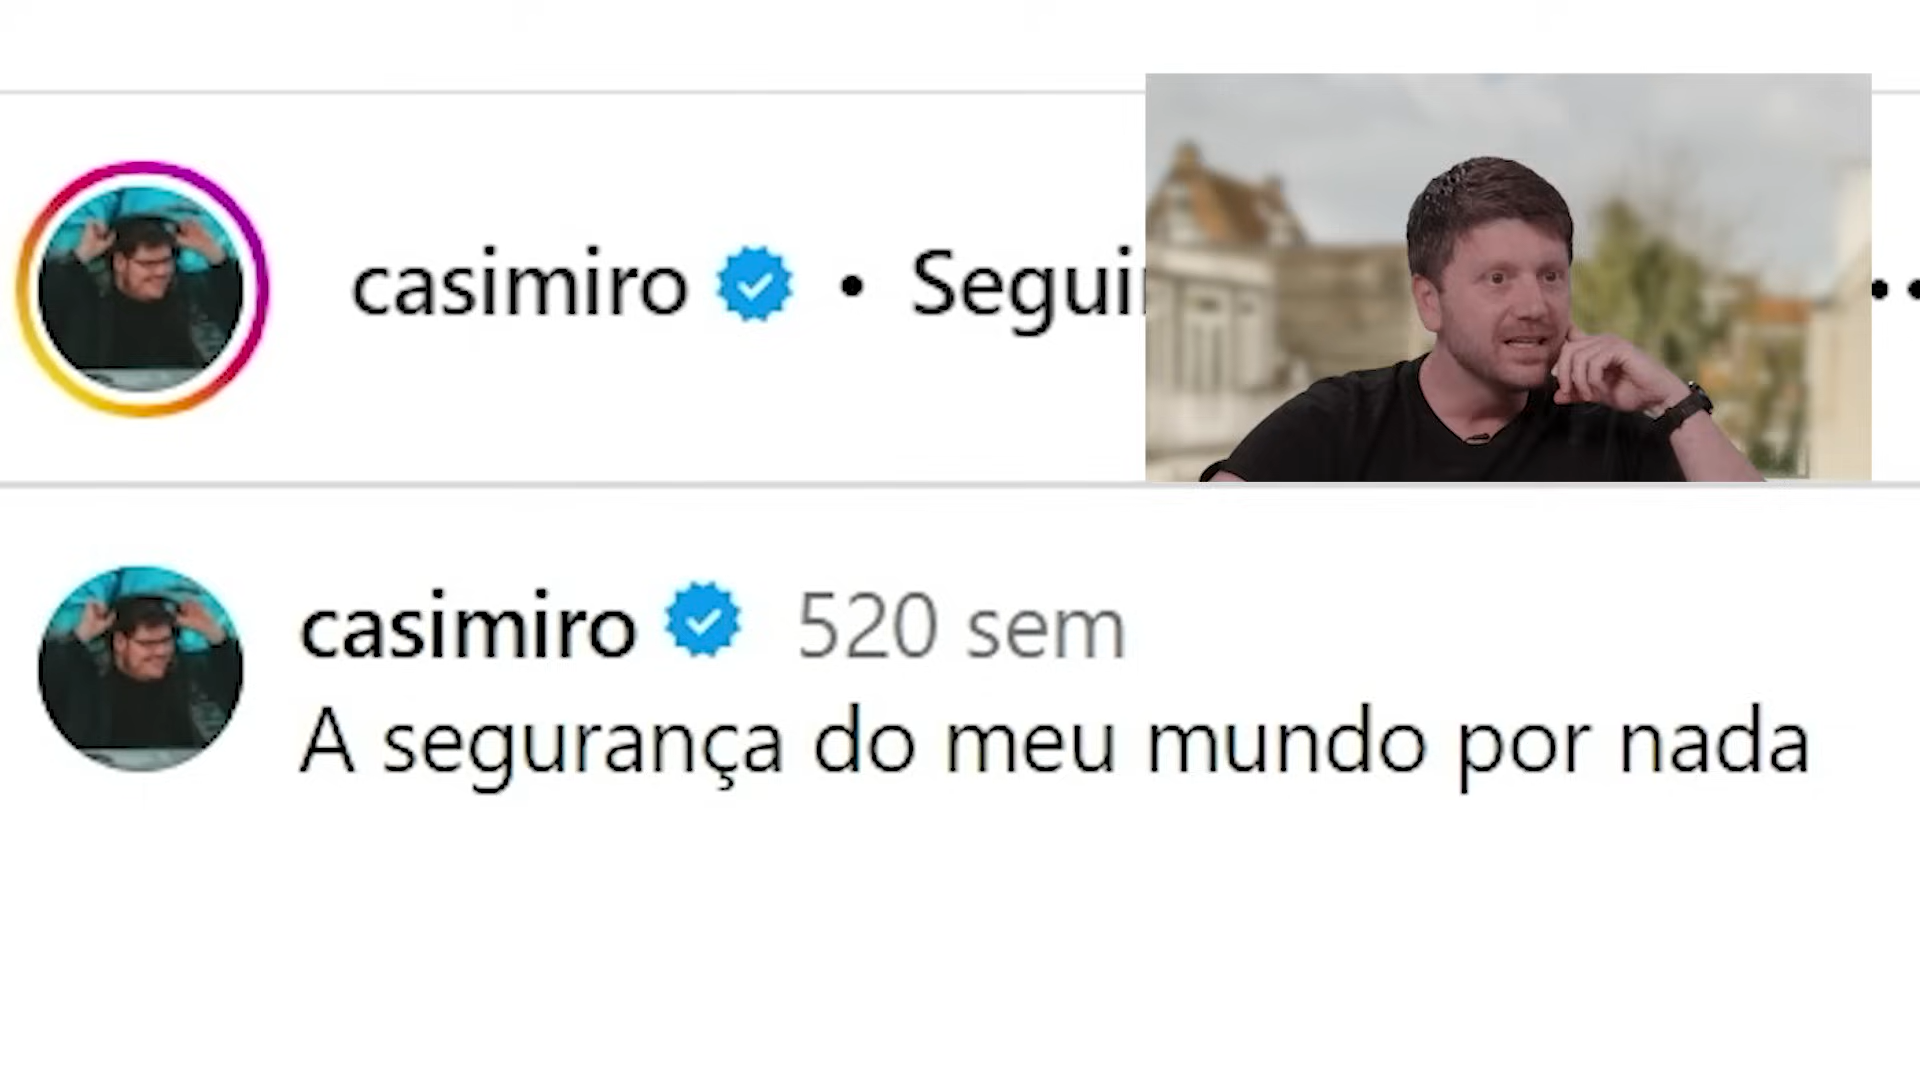 casimiro • Segui
casimiro 520 sem
A segurança do meu mundo por nada